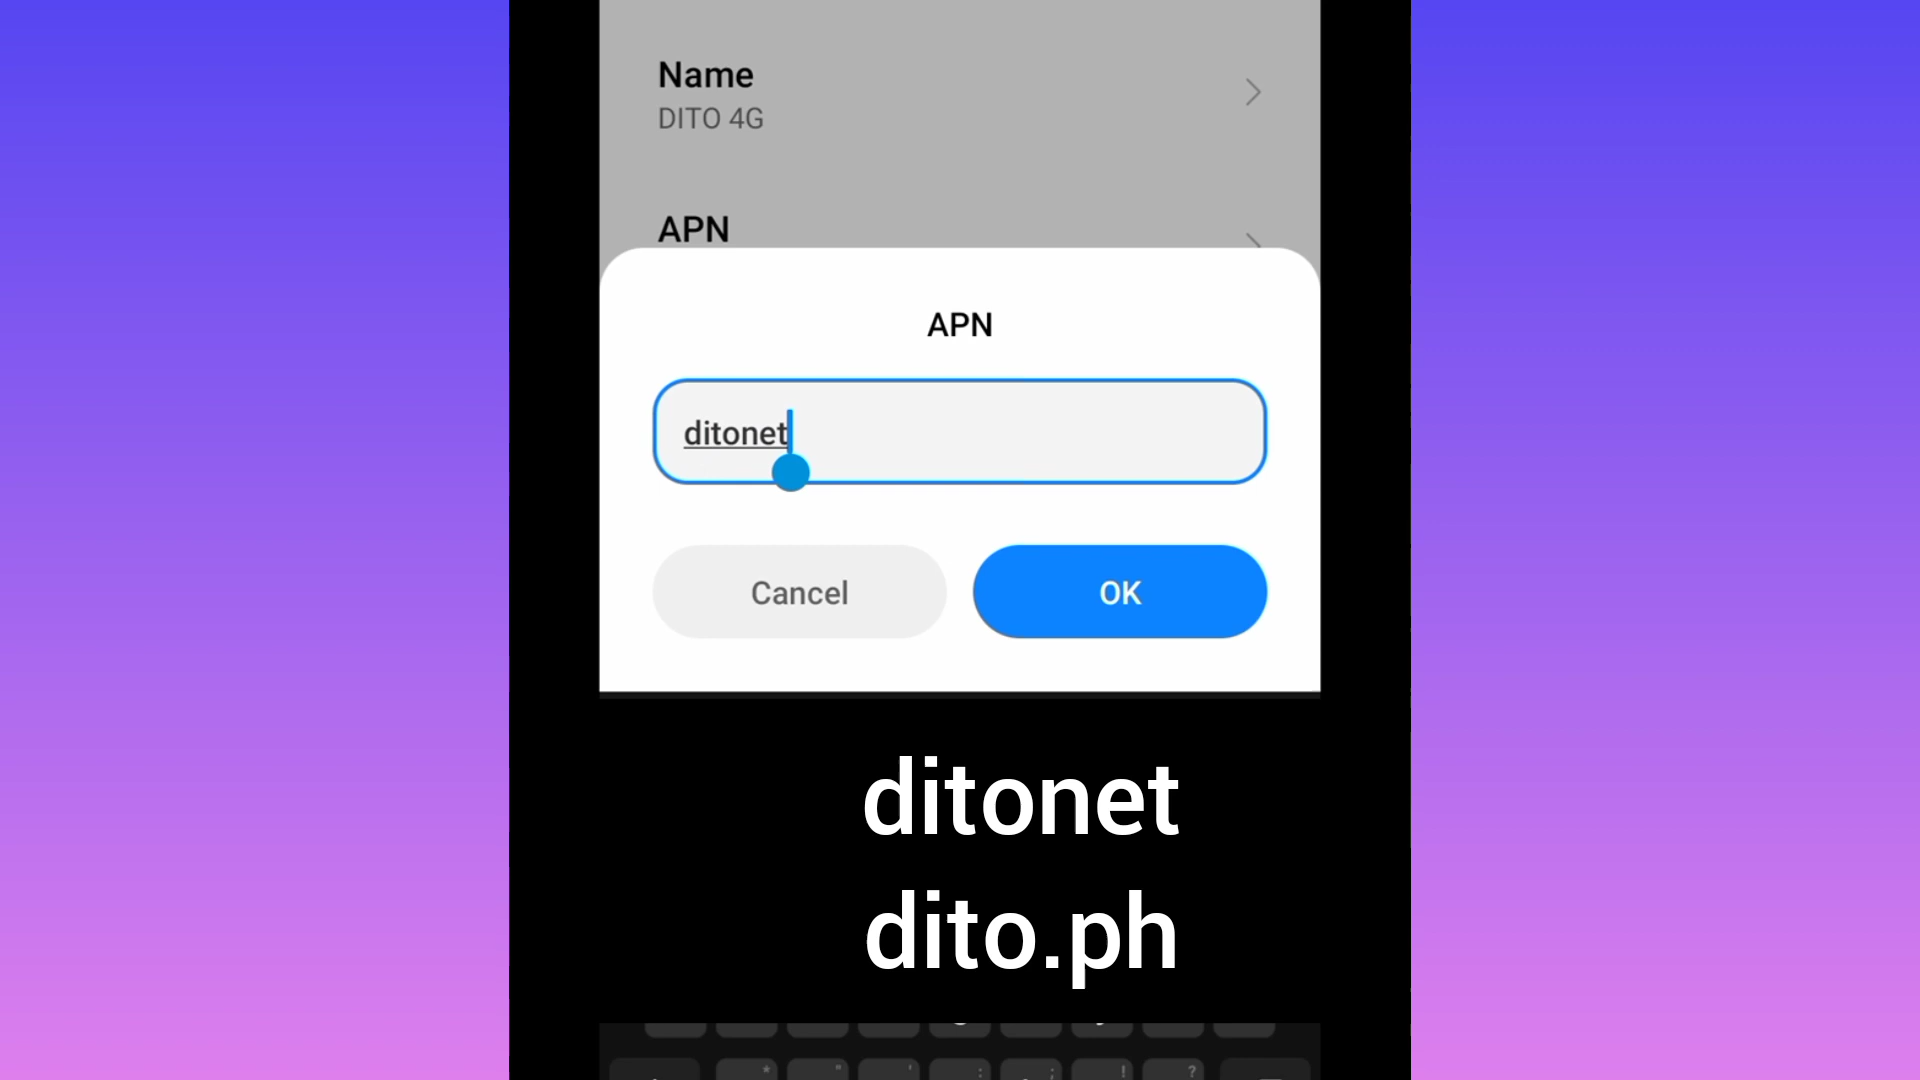 Name
DITO 4G
APN
APN
ditonet
Cancel
OK
ditonet
dito.ph
* " ' : ; ! ?